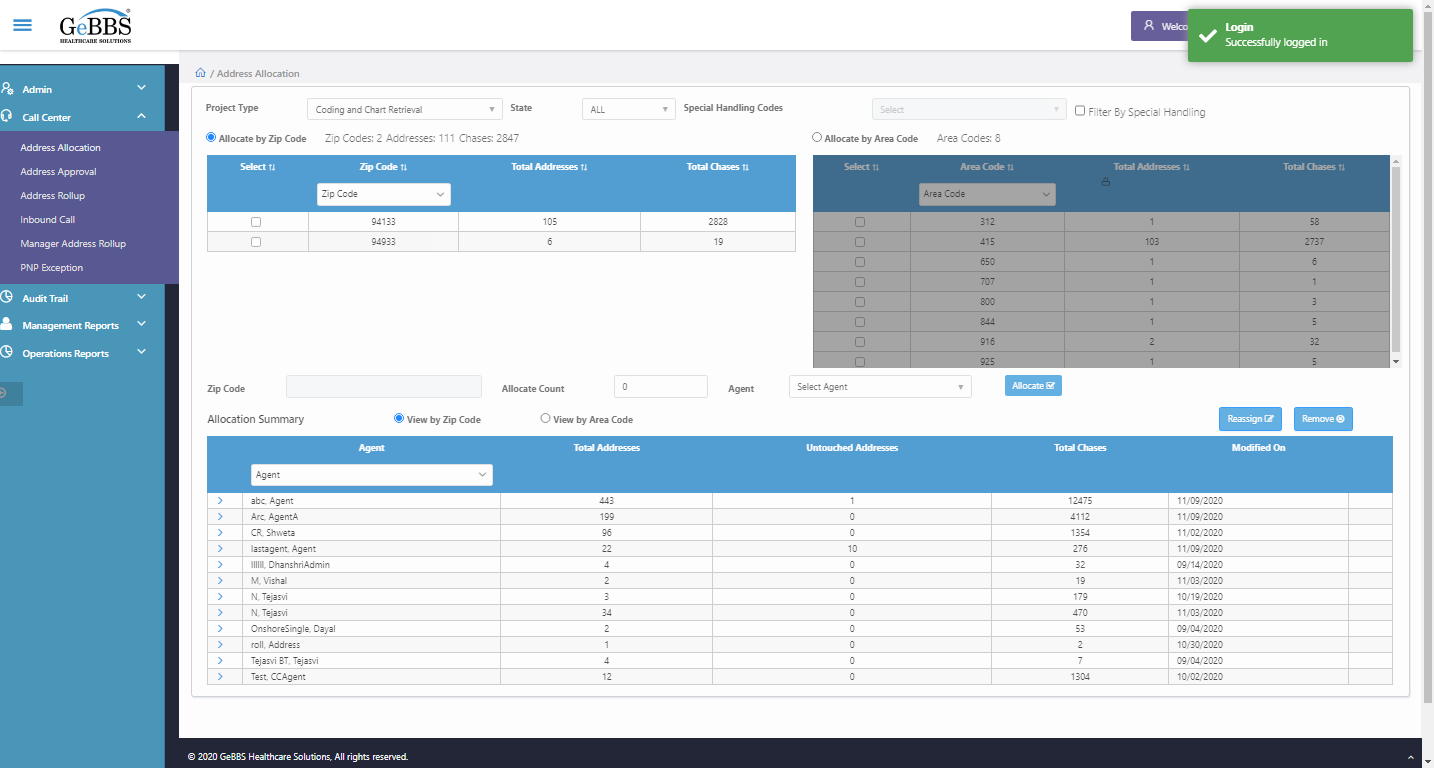 GeBBS
HEALTHCARE SOLUTIONS
Welco
Login
Successfully logged in
Admin
Call Center
Address Allocation
Address Approval
Address Rollup
Inbound Call
Manager Address Rollup
PNP Exception
Audit Trail
Management Reports
Operations Reports
/ Address Allocation
Project Type Coding and Chart Retrieval State ALL Special Handling Codes Select Filter By Special Handling
Allocate by Zip Code Zip Codes: 2 Addresses: 111 Chases: 2847
Select Zip Code Total Addresses Total Chases
Zip Code
94133 105 2828
94933 6 19
Allocate by Area Code Area Codes: 8
Select Area Code Total Addresses Total Chases
Area Code
312 1 58
415 103 2737
650 1 6
707 1 1
800 1 3
844 1 5
916 2 32
925 1 5
Zip Code Allocate Count 0 Agent Select Agent Allocate
Allocation Summary View by Zip Code View by Area Code Reassign Remove
Agent Total Addresses Untouched Addresses Total Chases Modified On
Agent
abc, Agent 443 1 12475 11/09/2020
Arc, AgentA 199 0 4112 11/09/2020
CR, Shweta 96 0 1354 11/02/2020
lastagent, Agent 22 10 276 11/09/2020
DhanshriAdmin 4 0 32 09/14/2020
M, Vishal 2 0 19 11/03/2020
N, Tejasvi 3 0 179 10/19/2020
N, Tejasvi 34 0 470 11/03/2020
OnshoreSingle, Dayal 2 0 53 09/04/2020
roll, Address 1 0 2 10/30/2020
Tejasvi BT, Tejasvi 4 0 7 09/04/2020
Test, CCAgent 12 0 1304 10/02/2020
© 2020 GeBBS Healthcare Solutions, All rights reserved.